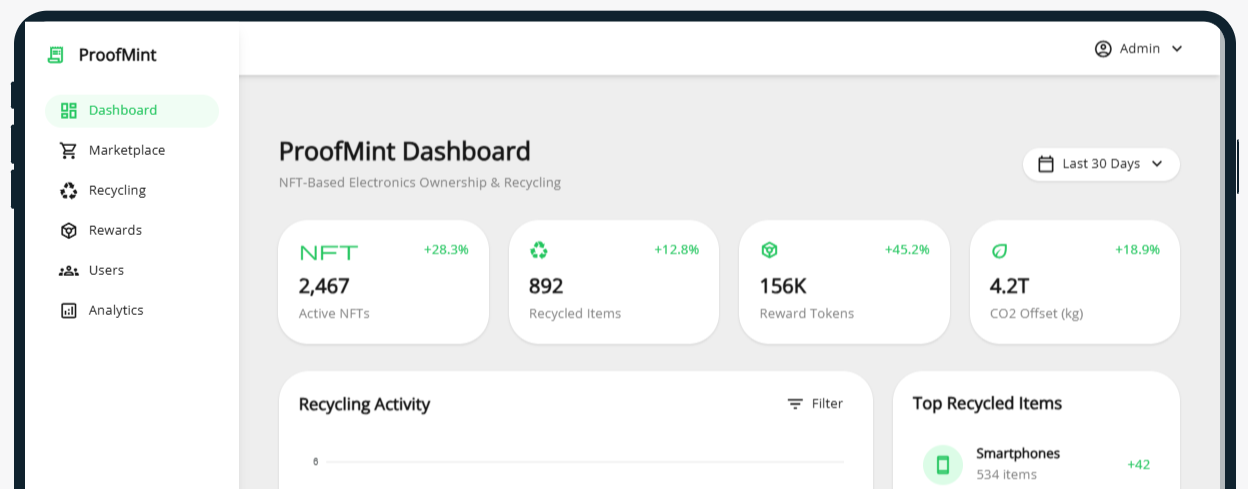 ProofMint
Admin
Dashboard
Marketplace
Recycling
Rewards
Users
Analytics
ProofMint Dashboard
NFT-Based Electronics Ownership & Recycling
Last 30 Days
NFT +28.3%
2,467
Active NFTs
+12.8%
892
Recycled Items
+45.2%
156K
Reward Tokens
+18.9%
4.2T
CO2 Offset (kg)
Recycling Activity
Filter
6
Top Recycled Items
Smartphones
534 items
+42